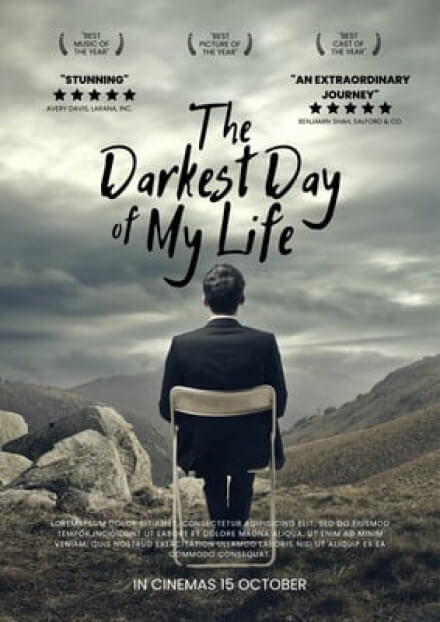 "BEST
MUSIC OF
THE YEAR"
"BEST
PICTURE OF
THE YEAR"
"BEST
CAST OF
THE YEAR"
"STUNNING"
AVERY DAVIS, LARANA, INC.
"AN EXTRAORDINARY
JOURNEY"
BENJAMIN SHAH, SALFORD & CO.
The
Darkest Day
of My Life
LOREM IPSUM DOLOR SIT AMET, CONSECTETUR ADIPISICING ELIT, SED DO EIUSMOD
TEMPOR INCIDIDUNT UT LABORE ET DOLORE MAGNA ALIQUA. UT ENIM AD MINIM
VENIAM, QUIS NOSTRUD EXERCITATION ULLAMCO LABORIS NISI UT ALIQUIP EX EA
COMMODO CONSEQUAT.
IN CINEMAS 15 OCTOBER